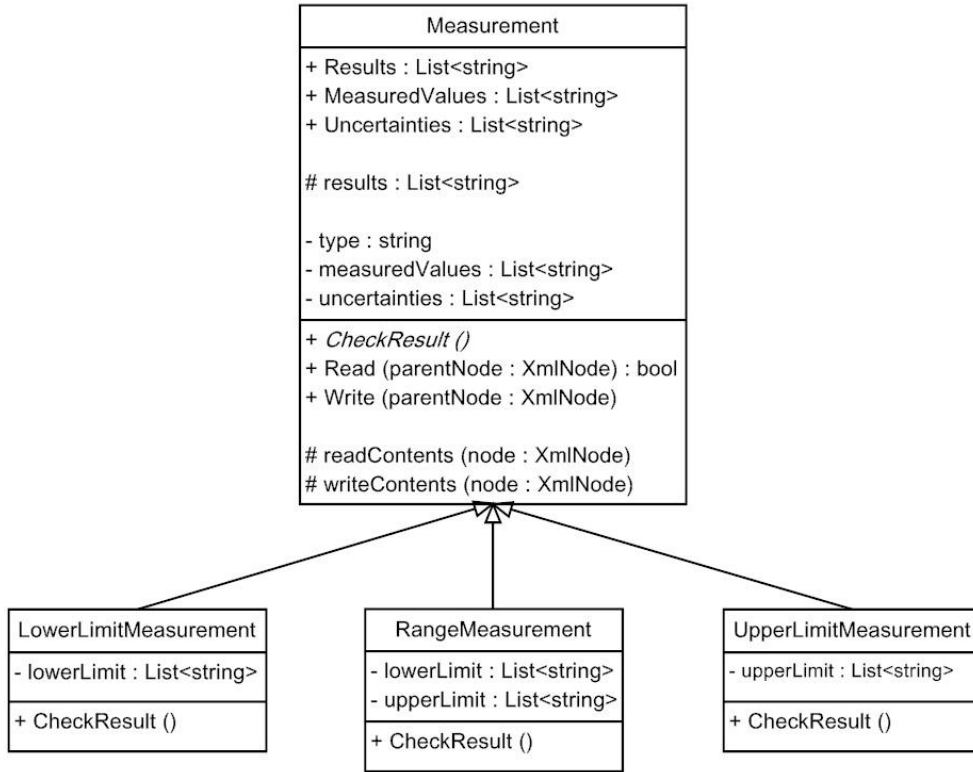 Measurement
+ Results : List<string>
+ MeasuredValues : List<string>
+ Uncertainties : List<string>
# results : List<string>
- type : string
- measuredValues : List<string>
- uncertainties : List<string>
+ CheckResult ()
+ Read (parentNode : XmlNode) : bool
+ Write (parentNode : XmlNode)
# readContents (node : XmlNode)
# writeContents (node : XmlNode)
LowerLimitMeasurement
- lowerLimit : List<string>
+ CheckResult ()
RangeMeasurement
- lowerLimit : List<string>
- upperLimit : List<string>
+ CheckResult ()
UpperLimitMeasurement
- upperLimit : List<string>
+ CheckResult ()